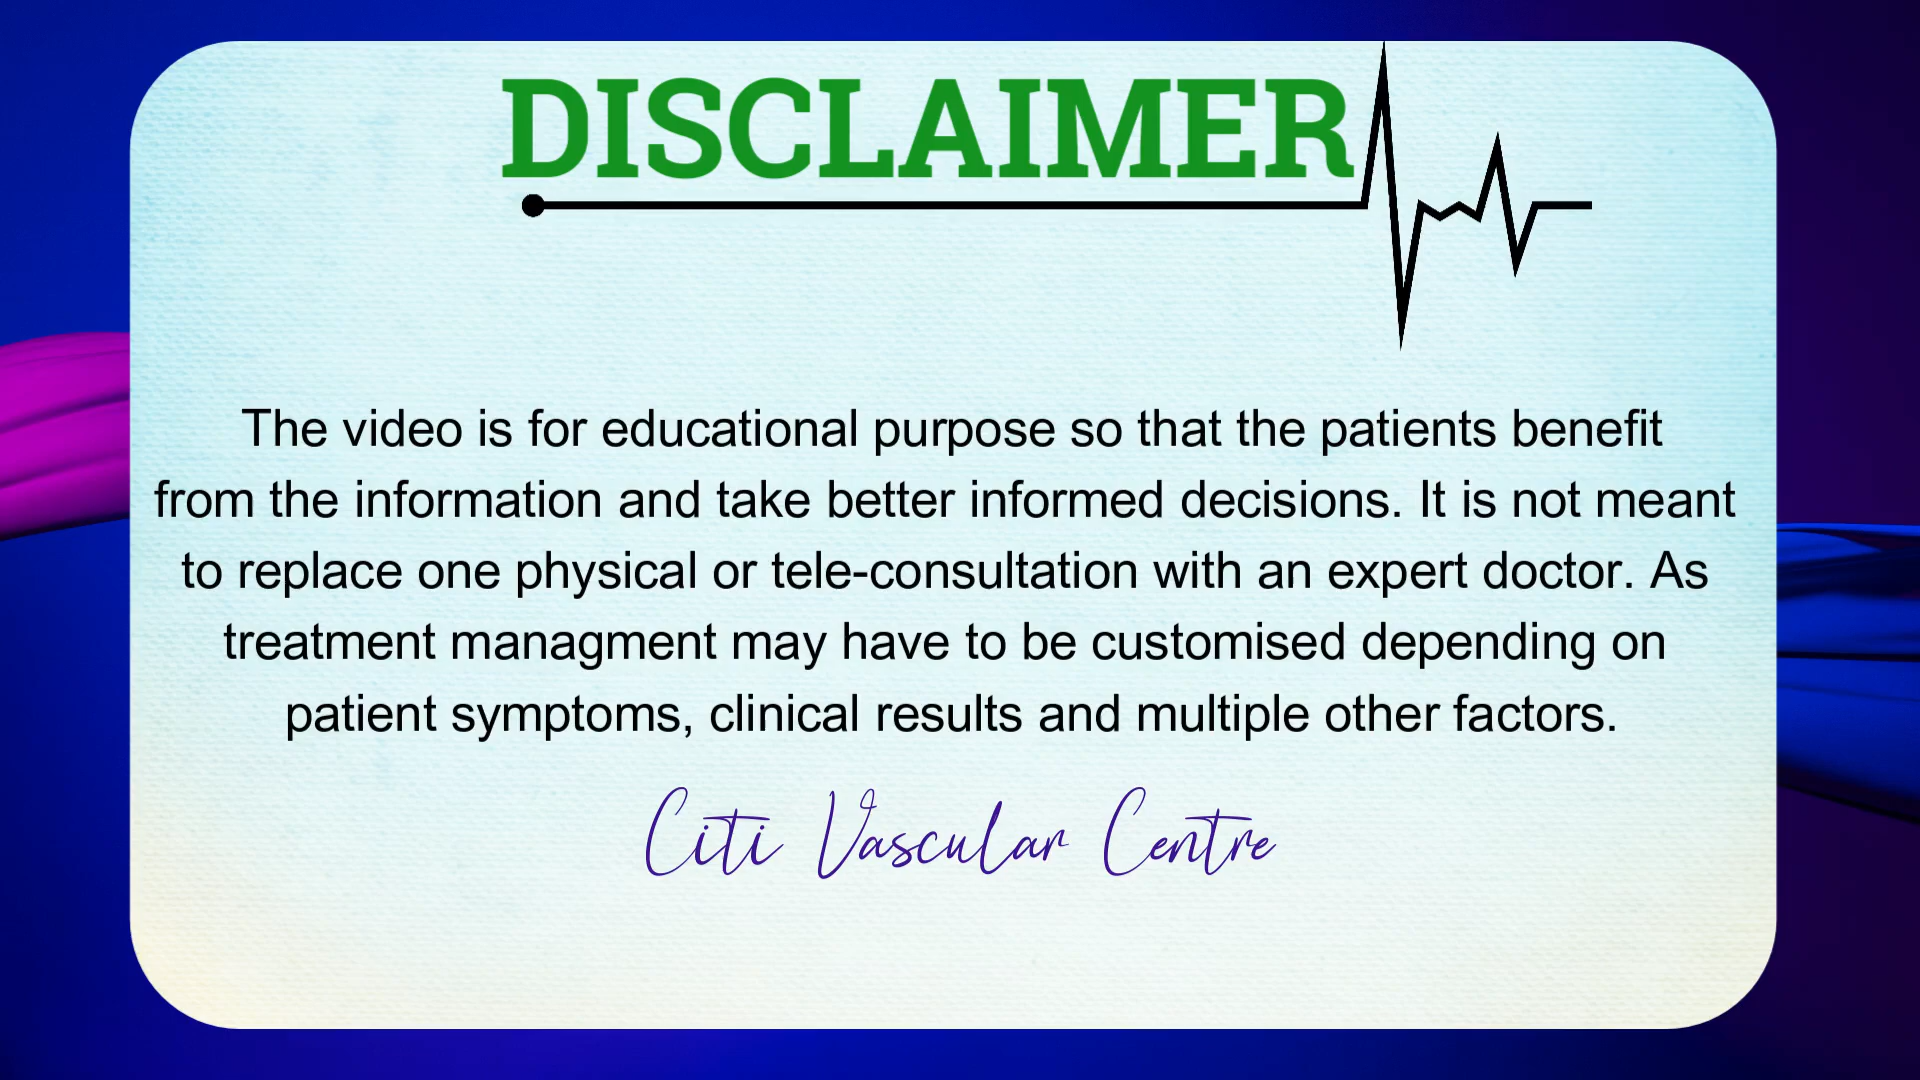 DISCLAIMER
The video is for educational purpose so that the patients benefit
from the information and take better informed decisions. It is not meant
to replace one physical or tele-consultation with an expert doctor. As
treatment managment may have to be customised depending on
patient symptoms, clinical results and multiple other factors.
Citi Vascular Centre